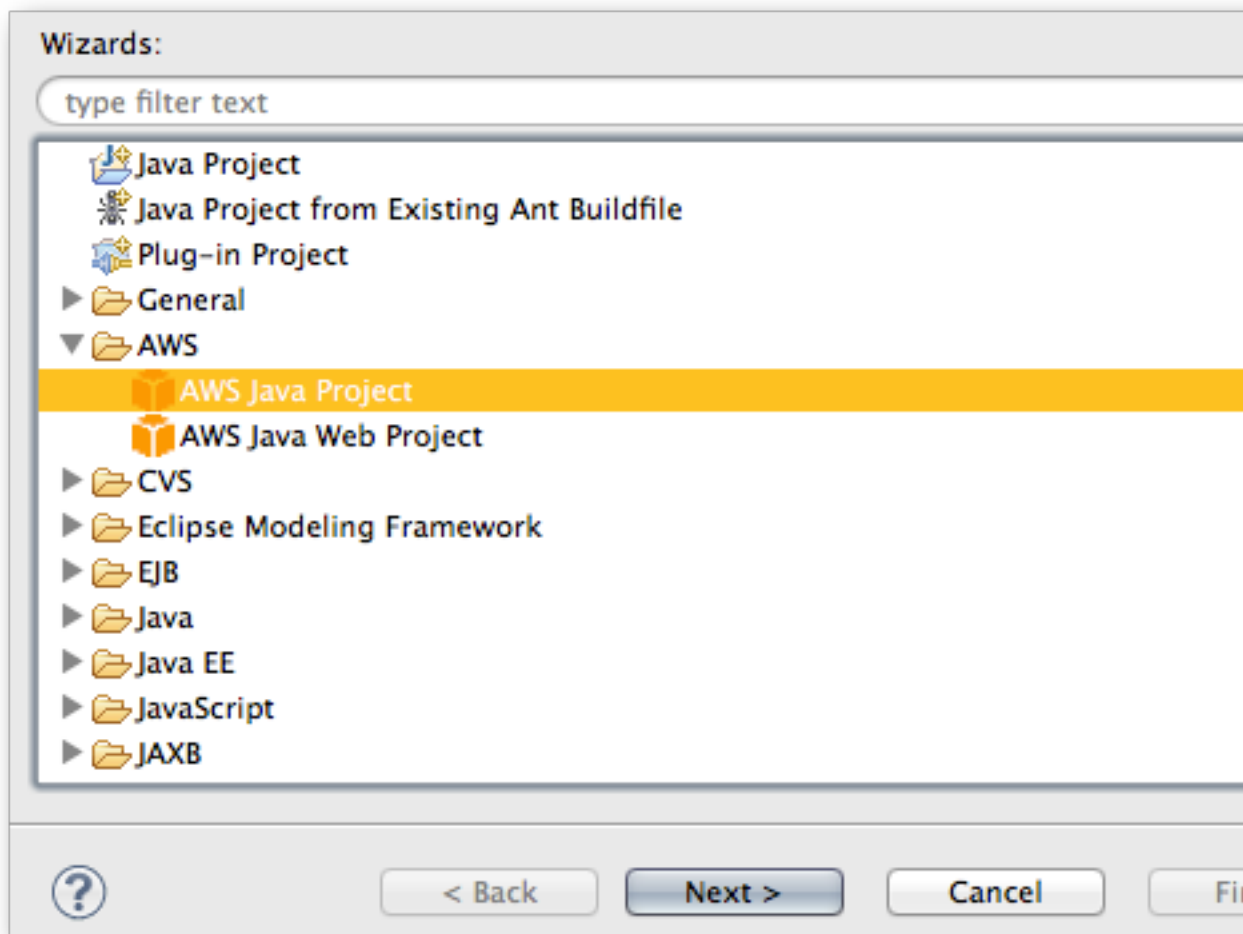 Wizards:
type filter text
Java Project
Java Project from Existing Ant Buildfile
Plug-in Project
General
AWS
AWS Java Project
AWS Java Web Project
CVS
Eclipse Modeling Framework
EJB
Java
Java EE
JavaScript
JAXB
? < Back Next > Cancel